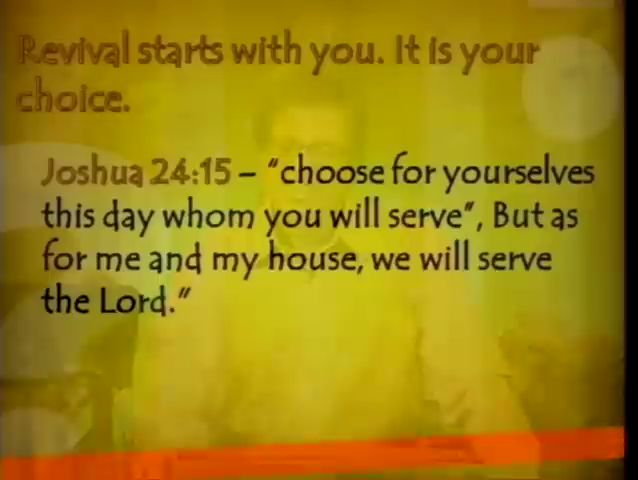 Revival starts with you. It is your
choice.
Joshua 24:15 – “choose for yourselves
this day whom you will serve”, But as
for me and my house, we will serve
the Lord.”